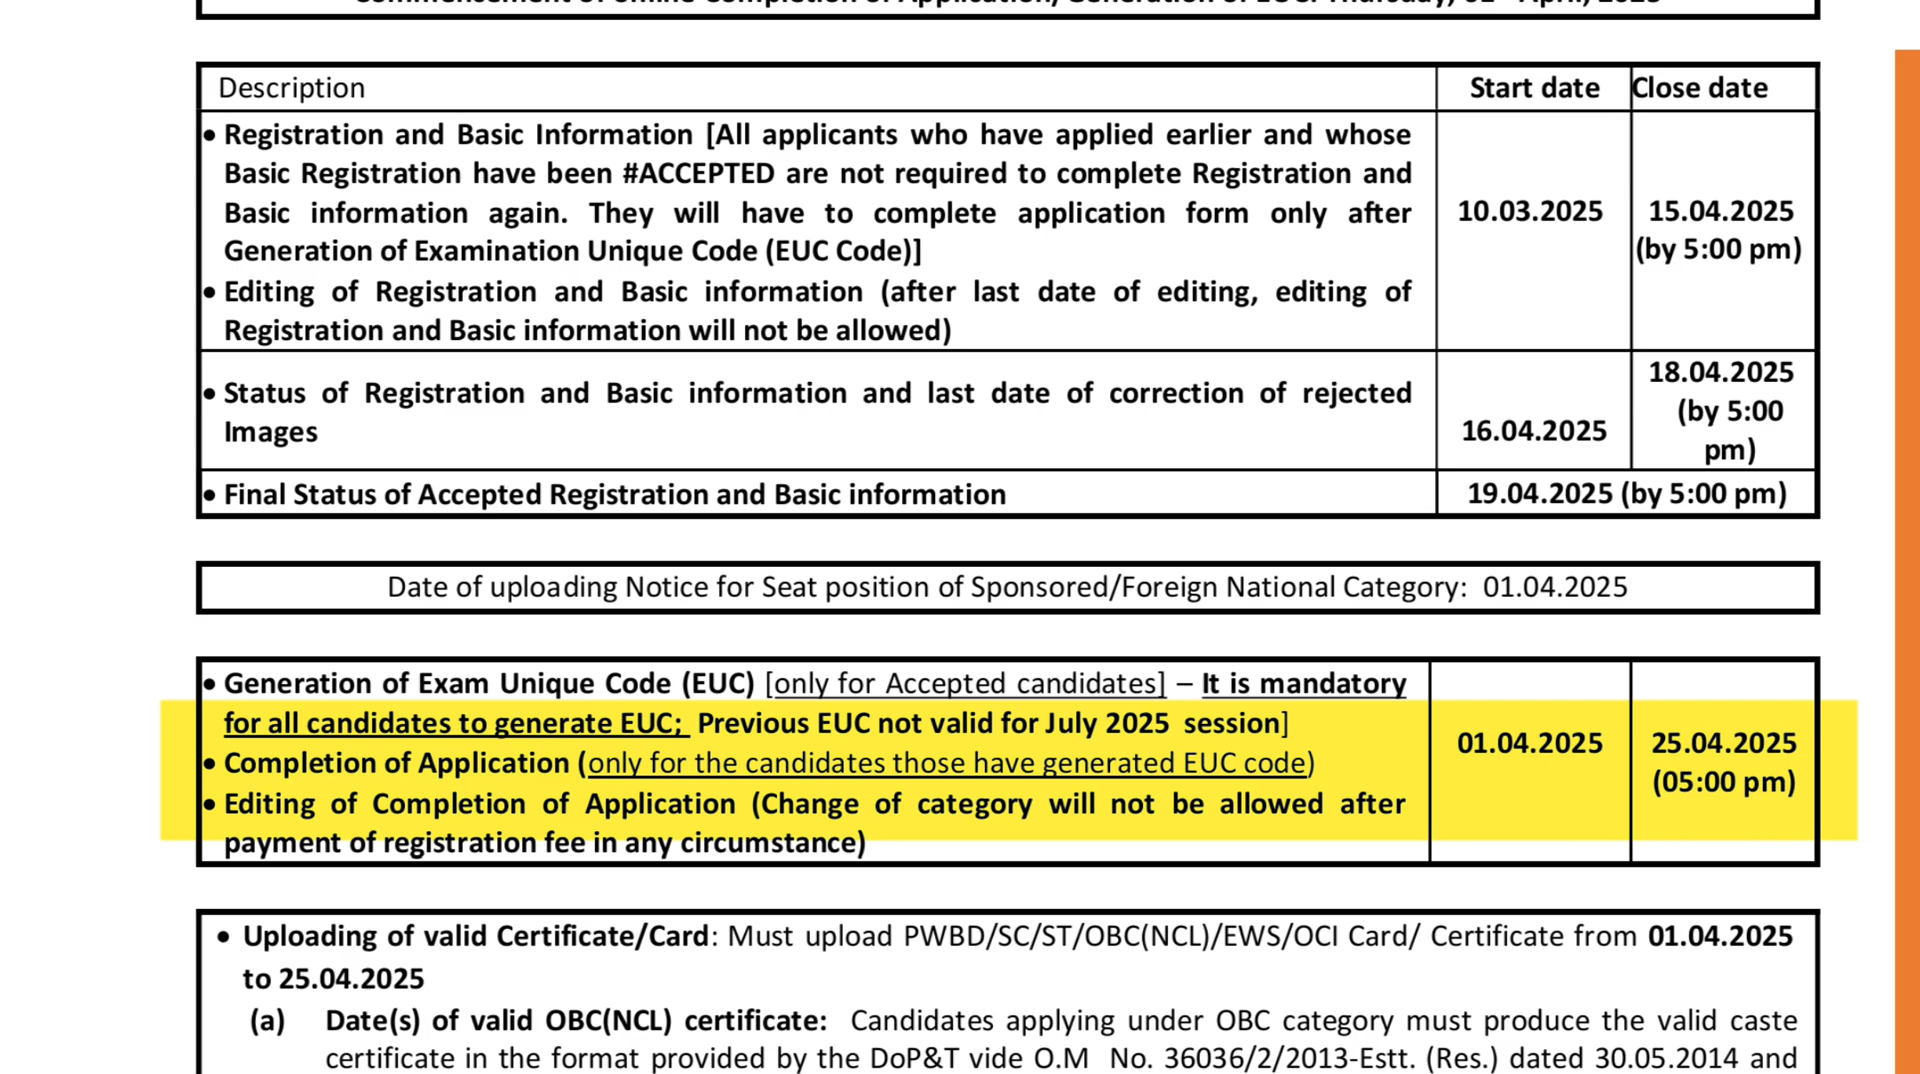 Commencement of online Completion of Application/Generation of EUC: Thursday, 01st April, 2025
Description Start date Close date
• Registration and Basic Information [All applicants who have applied earlier and whose
Basic Registration have been #ACCEPTED are not required to complete Registration and
Basic information again. They will have to complete application form only after
Generation of Examination Unique Code (EUC Code)]
• Editing of Registration and Basic information (after last date of editing, editing of
Registration and Basic information will not be allowed)
10.03.2025
15.04.2025
(by 5:00 pm)
• Status of Registration and Basic information and last date of correction of rejected
Images
16.04.2025
18.04.2025
(by 5:00
pm)
• Final Status of Accepted Registration and Basic information 19.04.2025 (by 5:00 pm)
Date of uploading Notice for Seat position of Sponsored/Foreign National Category: 01.04.2025
• Generation of Exam Unique Code (EUC) [only for Accepted candidates] – It is mandatory
for all candidates to generate EUC; Previous EUC not valid for July 2025 session]
• Completion of Application (only for the candidates those have generated EUC code)
• Editing of Completion of Application (Change of category will not be allowed after
payment of registration fee in any circumstance)
01.04.2025
25.04.2025
(05:00 pm)
• Uploading of valid Certificate/Card: Must upload PWBD/SC/ST/OBC(NCL)/EWS/OCI Card/ Certificate from 01.04.2025
to 25.04.2025
(a) Date(s) of valid OBC(NCL) certificate: Candidates applying under OBC category must produce the valid caste
certificate in the format provided by the DoP&T vide O.M No. 36036/2/2013-Estt. (Res.) dated 30.05.2014 and